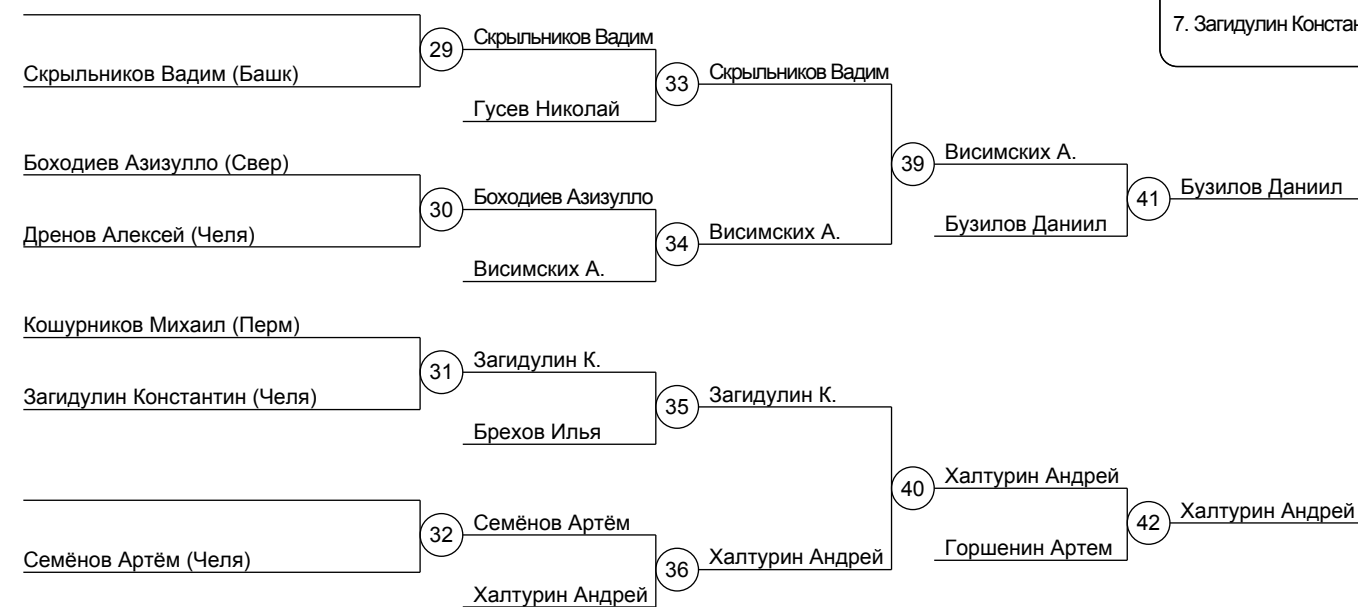 7. Загидулин Констан
29
Скрыльников Вадим
Скрыльников Вадим (Башк)
33
Скрыльников Вадим
Гусев Николай
Боходиев Азизулло (Свер)
39
Висимских А.
30
Боходиев Азизулло
41
Бузилов Даниил
Дренов Алексей (Челя)
34
Висимских А.
Бузилов Даниил
Висимских А.
Кошурников Михаил (Перм)
31
Загидулин К.
Загидулин Константин (Челя)
35
Загидулин К.
Брехов Илья
40
Халтурин Андрей
32
Семёнов Артём
42
Халтурин Андрей
Семёнов Артём (Челя)
36
Халтурин Андрей
Горшенин Артем
Халтурин Андрей